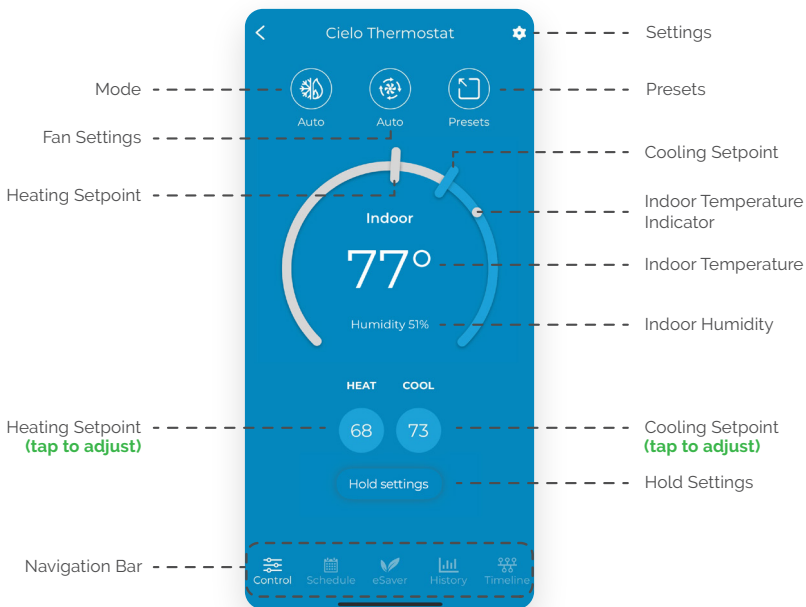 Cielo Thermostat
Settings
Mode
Presets
Auto
Auto
Presets
Fan Settings
Cooling Setpoint
Heating Setpoint
Indoor Temperature
Indicator
Indoor
77°
Indoor Temperature
Humidity 51%
Indoor Humidity
HEAT
COOL
Heating Setpoint
(tap to adjust)
68
73
Cooling Setpoint
(tap to adjust)
Hold settings
Hold Settings
Navigation Bar
Control
Schedule
eSaver
History
Timeline